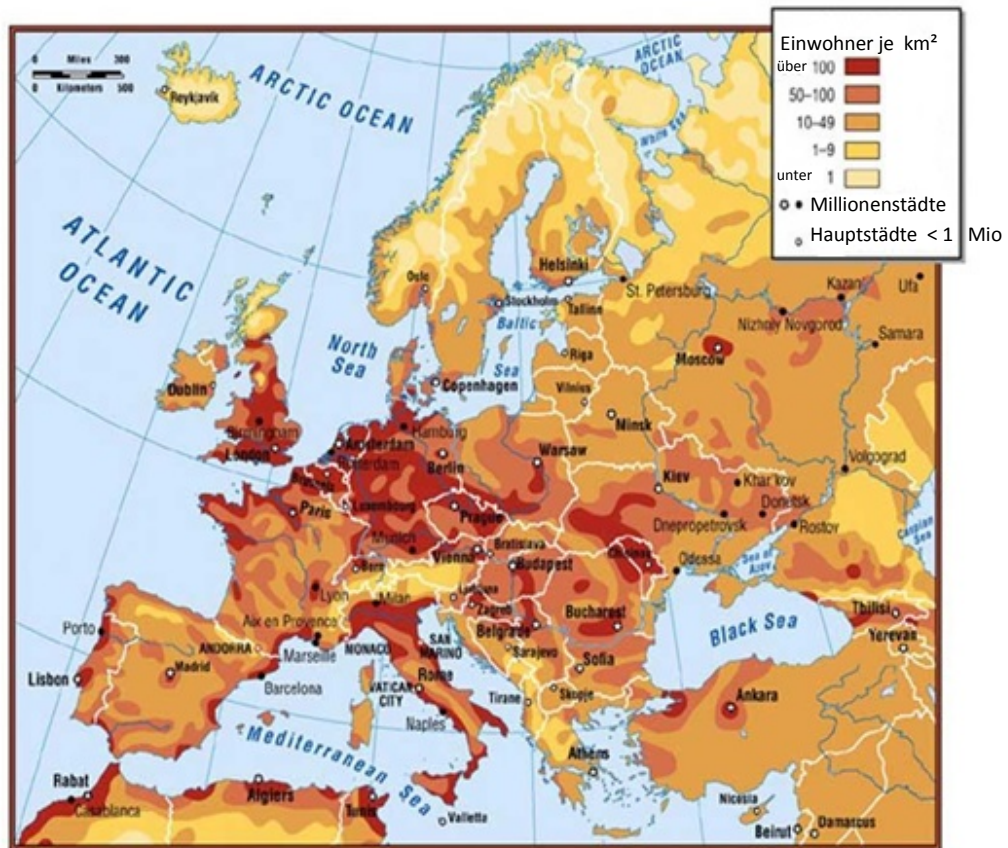 Einwohner je km²
über 100
50–100
10–49
1–9
unter 1
Millionenstädte
Hauptstädte < 1 Mio
0 Miles 300
0 Kilometers 500
ARCTIC OCEAN
ARCTIC
OCEAN
Reykjavik
White Sea
ATLANTIC
OCEAN
Oslo
Helsinki
St. Petersburg
Stockholm
Tallinn
Baltic
Sea
Kazan
Ufa
Nizhniy Novgorod
Samara
Moscow
North
Sea
Riga
Dublin
Copenhagen
Vilnius
Minsk
Birmingham
London
Amsterdam
Rotterdam
Hamburg
Berlin
Warsaw
Volgograd
Kiev
Khar'kov
Brussels
Luxembourg
Paris
Prague
Donetsk
Dnepropetrovsk
Rostov
Munich
Vienna
Bratislava
Budapest
Chisinau
Odessa
Sea of
Azov
Caspian
Sea
Bern
Lyon
Milan
Ljubljana
Zagreb
Bucharest
Belgrade
Black Sea
Tbilisi
Yerevan
Porto
Aix en Provence
Marseille
MONACO
SAN
MARINO
Sarajevo
Sofia
ANDORRA
Madrid
Lisbon
Barcelona
VATICAN
CITY
Rome
Naples
Tirane
Skopje
Ankara
Mediterranean
Sea
Athens
Rabat
Casablanca
Algiers
Tunis
Valletta
Nicosia
Beirut
Damascus